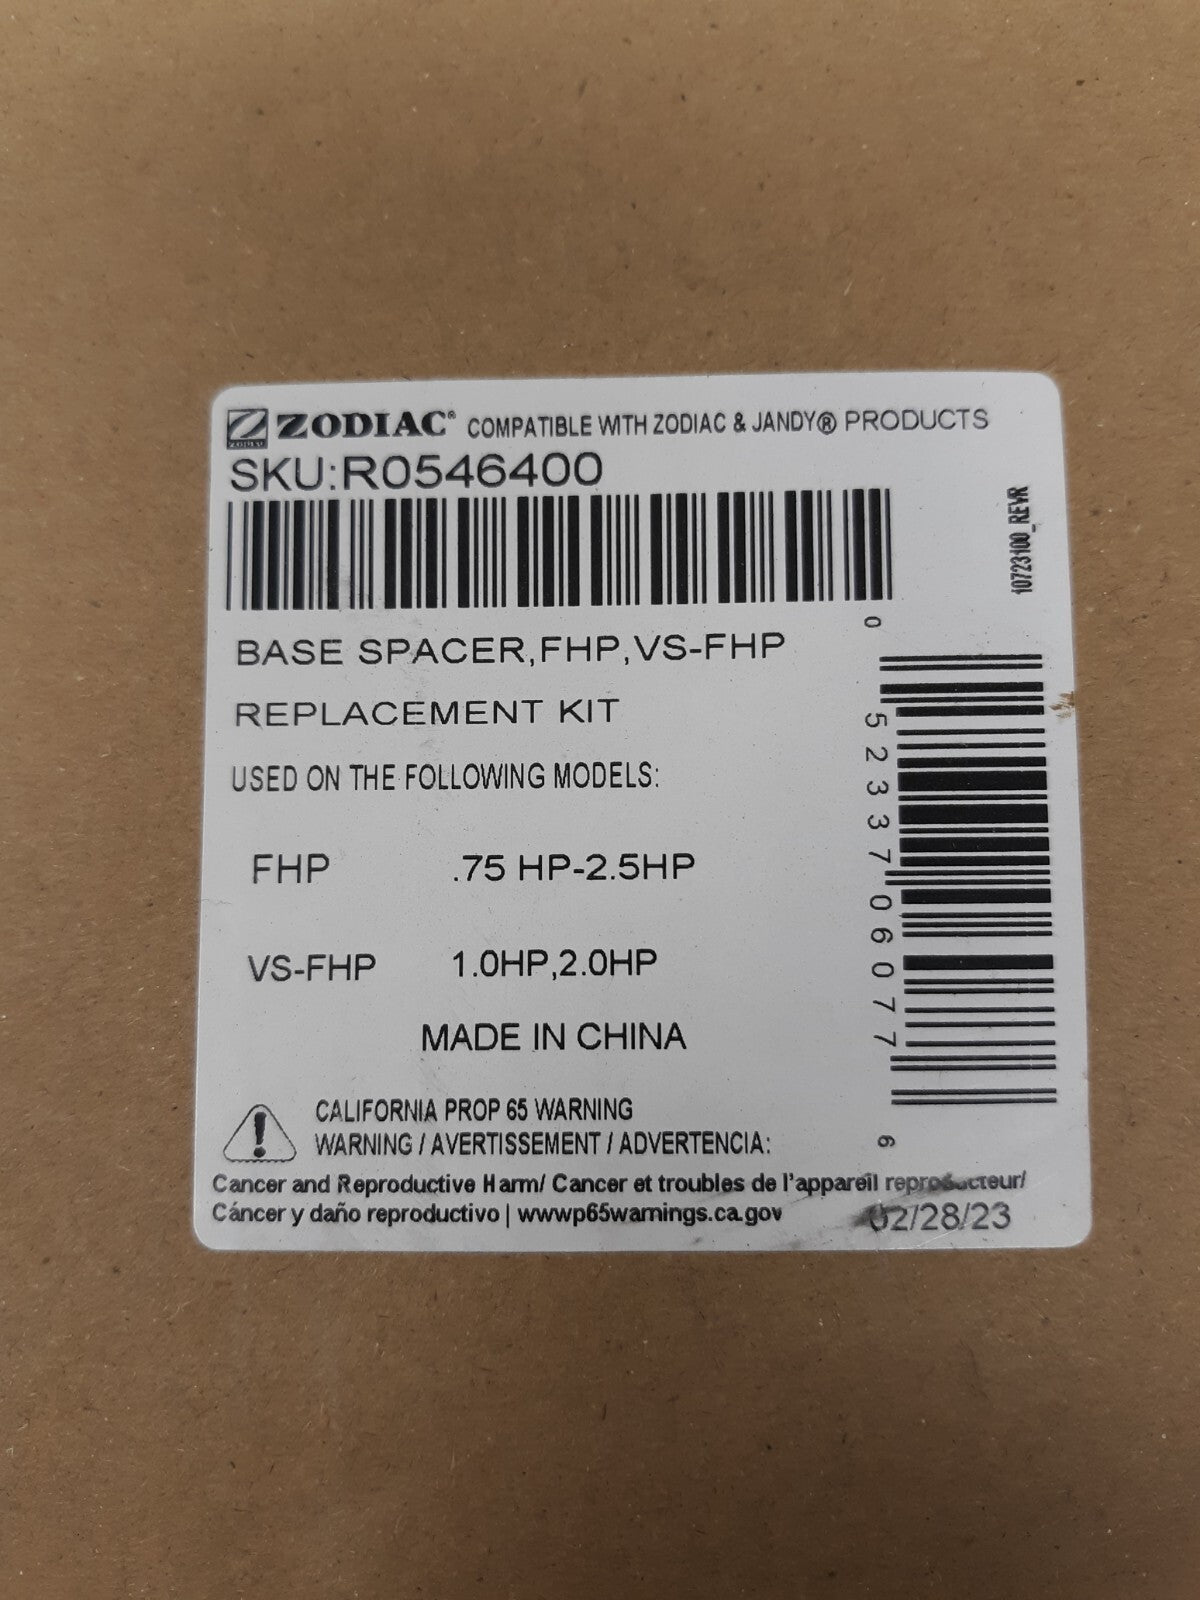 ZODIAC® COMPATIBLE WITH ZODIAC & JANDY® PRODUCTS
SKU:R0546400
10723100_REVR
BASE SPACER,FHP,VS-FHP
REPLACEMENT KIT
USED ON THE FOLLOWING MODELS:
FHP .75 HP-2.5HP
VS-FHP 1.0HP,2.0HP
MADE IN CHINA
0 52337 06077 6
CALIFORNIA PROP 65 WARNING
WARNING / AVERTISSEMENT / ADVERTENCIA:
Cancer and Reproductive Harm/ Cancer et troubles de l'appareil reproducteur/
Cáncer y daño reproductivo | wwwp65warnings.ca.gov
02/28/23